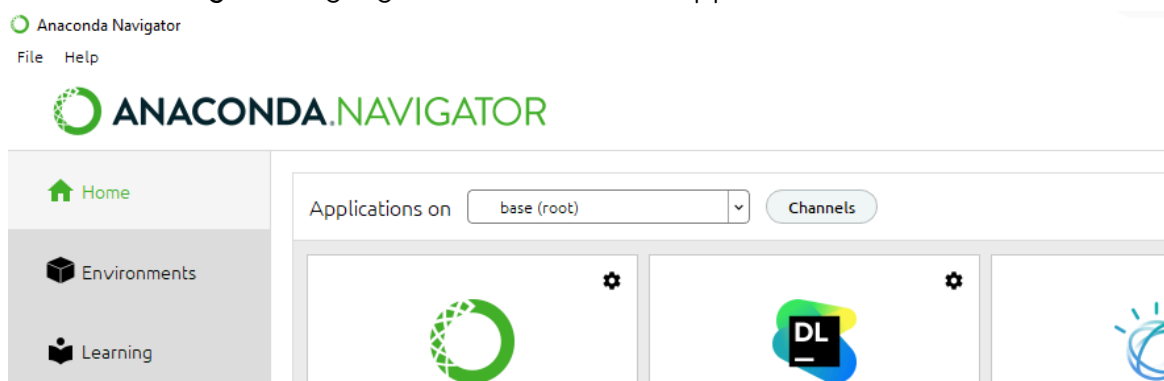 Anaconda Navigator
File Help
ANACONDA.NAVIGATOR
Home
Applications on base (root) Channels
Environments
DL
Learning